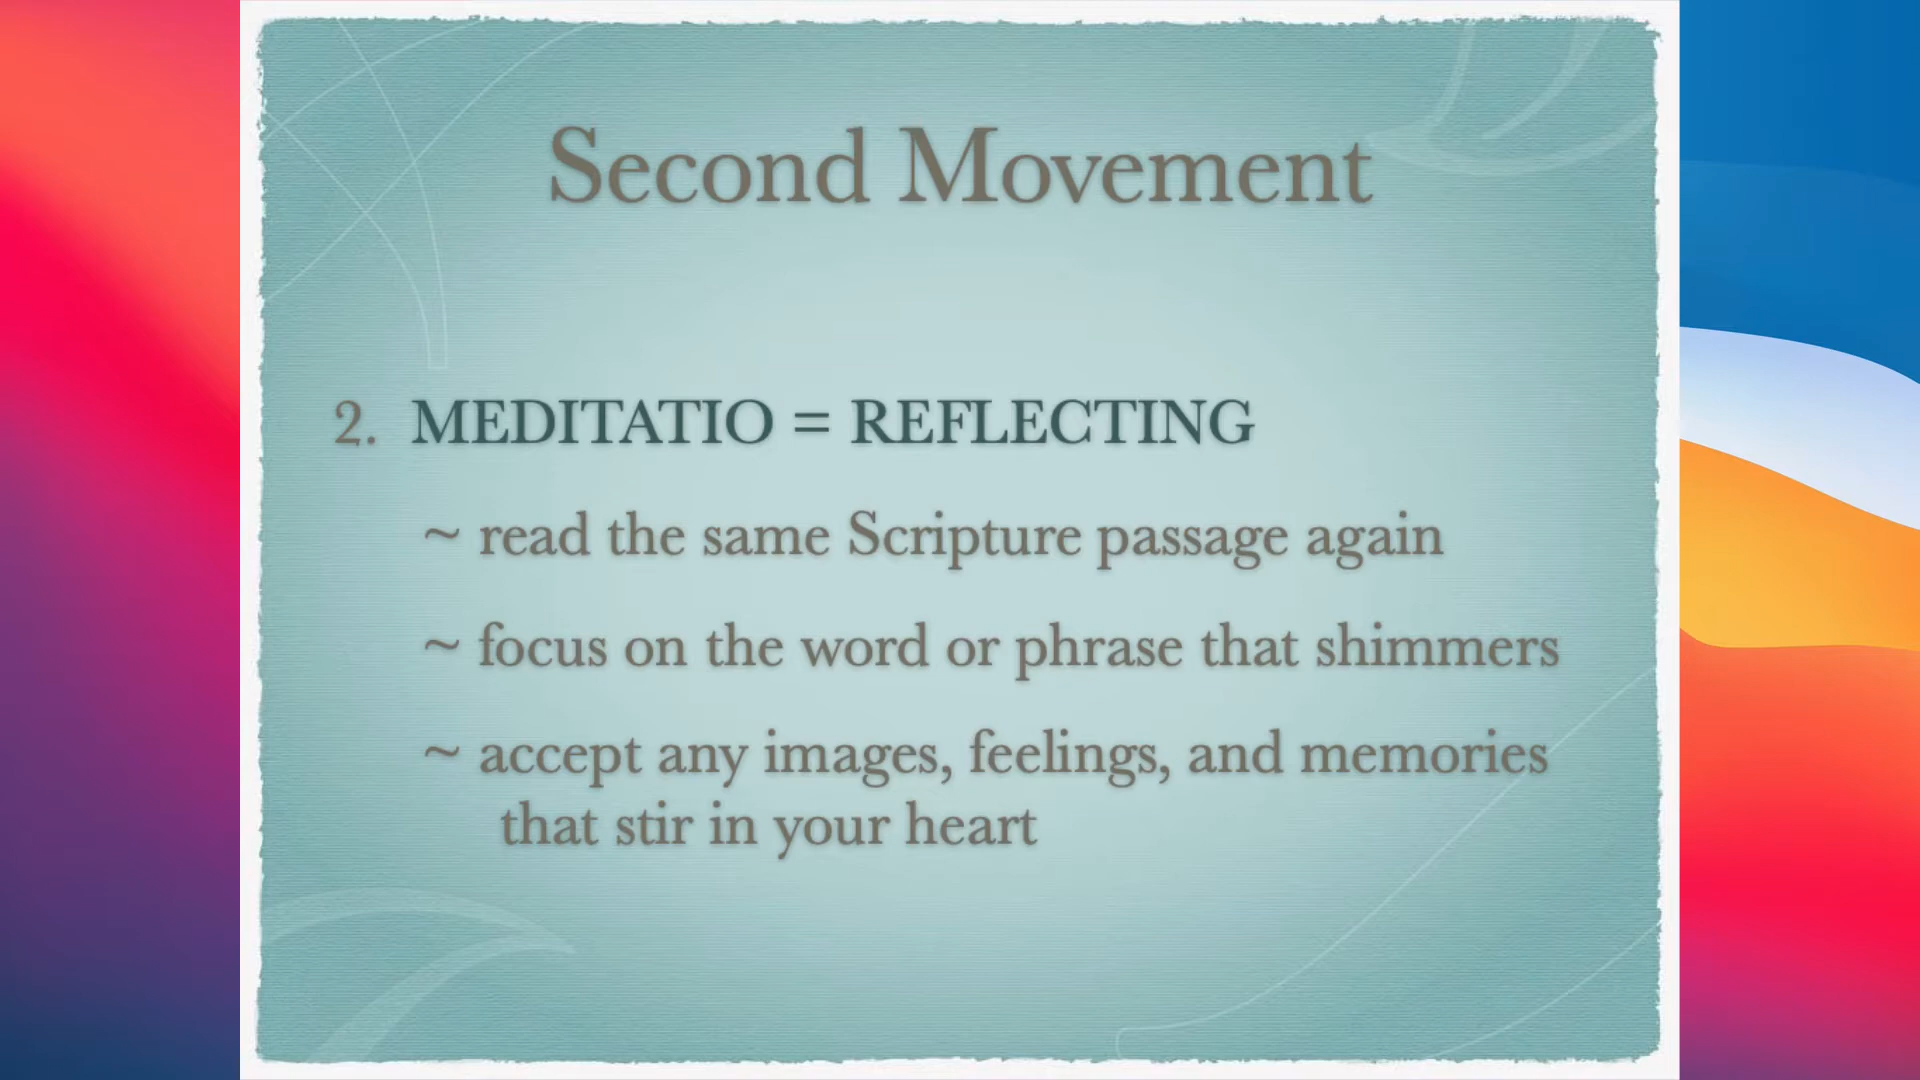 Second Movement
2. MEDITATIO = REFLECTING
~ read the same Scripture passage again
~ focus on the word or phrase that shimmers
~ accept any images, feelings, and memories
that stir in your heart